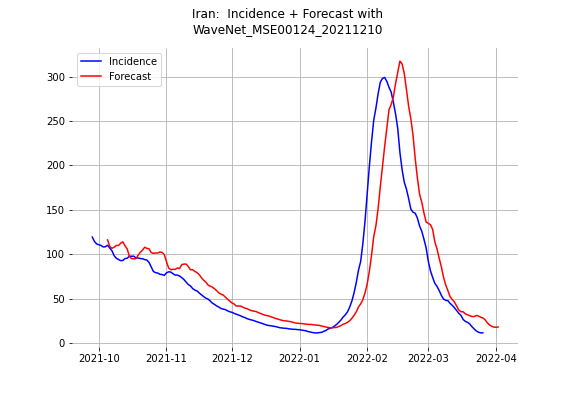 Iran:  Incidence + Forecast with
WaveNet_MSE00124_20211210
Incidence
Forecast
300
250
200
150
100
50
0
2021-10 2021-11 2021-12 2022-01 2022-02 2022-03 2022-04